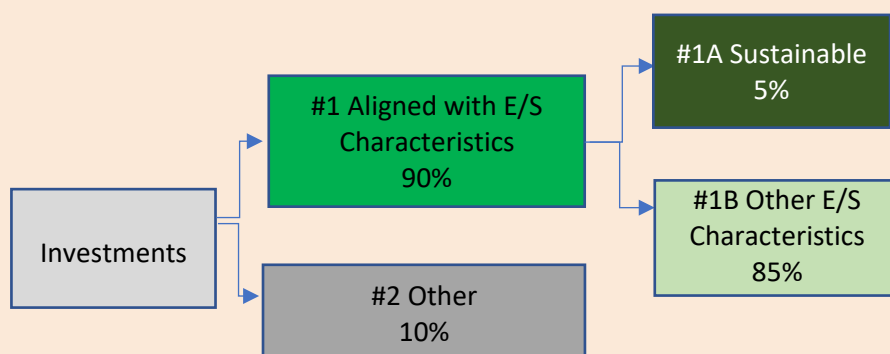 Investments
#1 Aligned with E/S
Characteristics
90%
#2 Other
10%
#1A Sustainable
5%
#1B Other E/S
Characteristics
85%